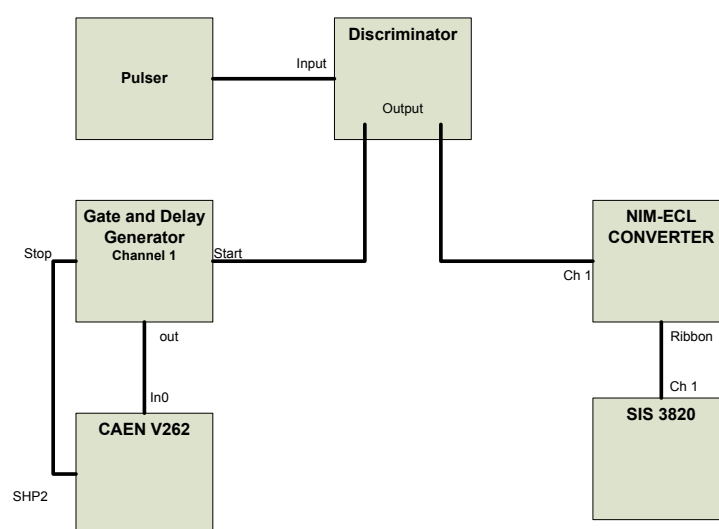 Discriminator
Input
Pulser
Output
Gate and Delay
Generator
Channel 1
NIM-ECL
CONVERTER
Stop
Start
Ch 1
out
Ribbon
In0
Ch 1
CAEN V262
SIS 3820
SHP2